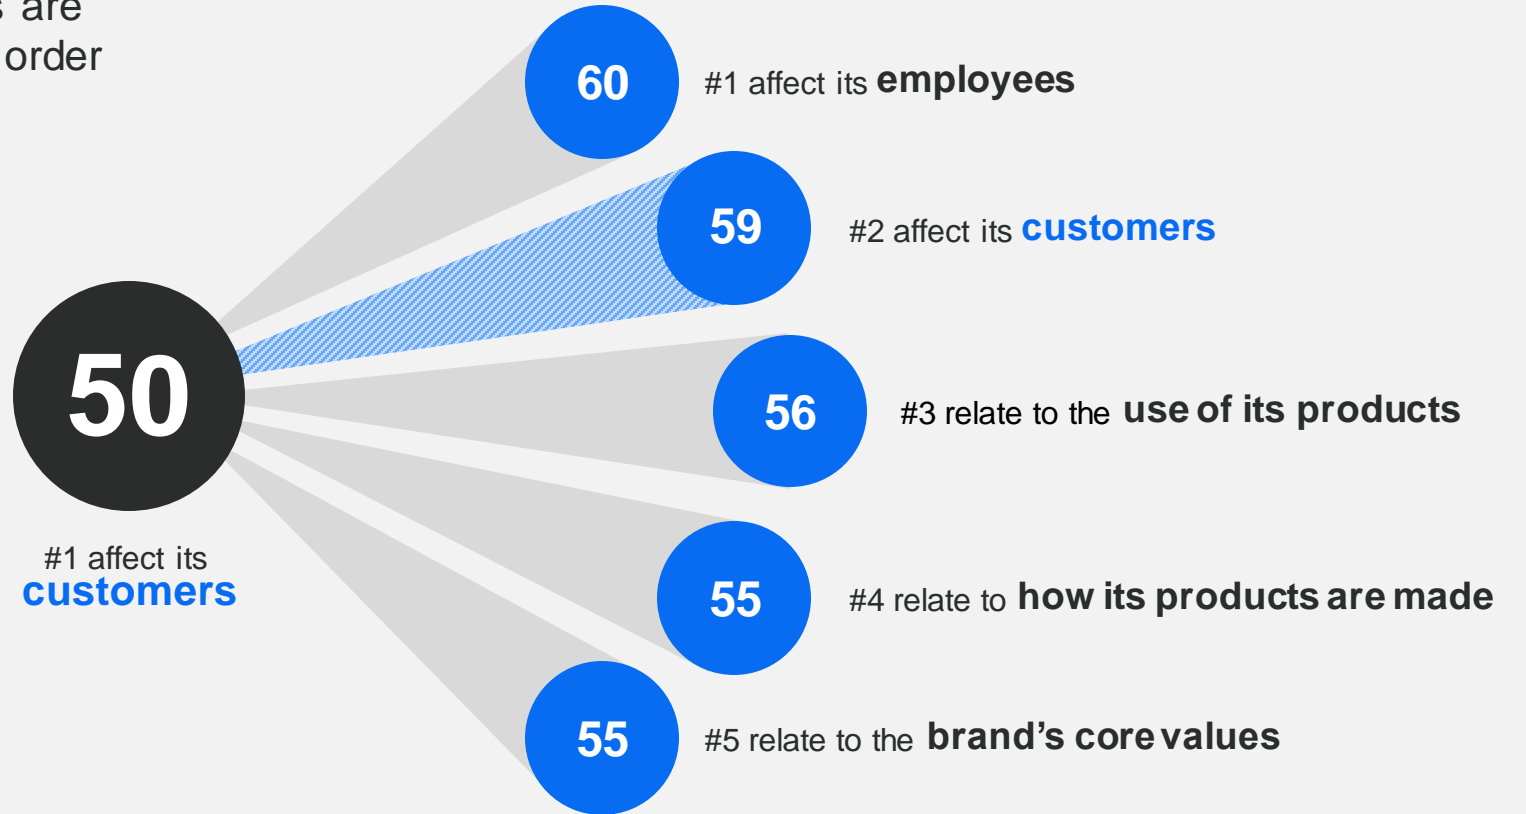 are
order
60
#1 affect its employees
59
#2 affect its customers
50
#1 affect its
customers
56
#3 relate to the use of its products
55
#4 relate to how its products are made
55
#5 relate to the brand’s core values